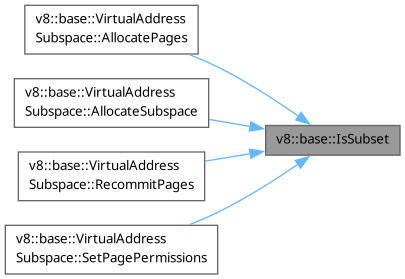 v8::base::VirtualAddress
Subspace::AllocatePages
v8::base::VirtualAddress
Subspace::AllocateSubspace
v8::base::IsSubset
v8::base::VirtualAddress
Subspace::RecommitPages
v8::base::VirtualAddress
Subspace::SetPagePermissions